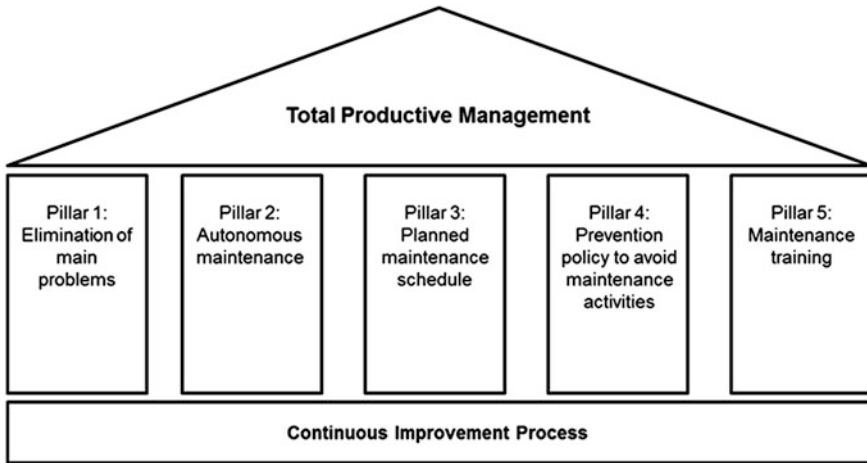 Total Productive Management
Pillar 1:
Elimination of
main
problems
Pillar 2:
Autonomous
maintenance
Pillar 3:
Planned
maintenance
schedule
Pillar 4:
Prevention
policy to avoid
maintenance
activities
Pillar 5:
Maintenance
training
Continuous Improvement Process